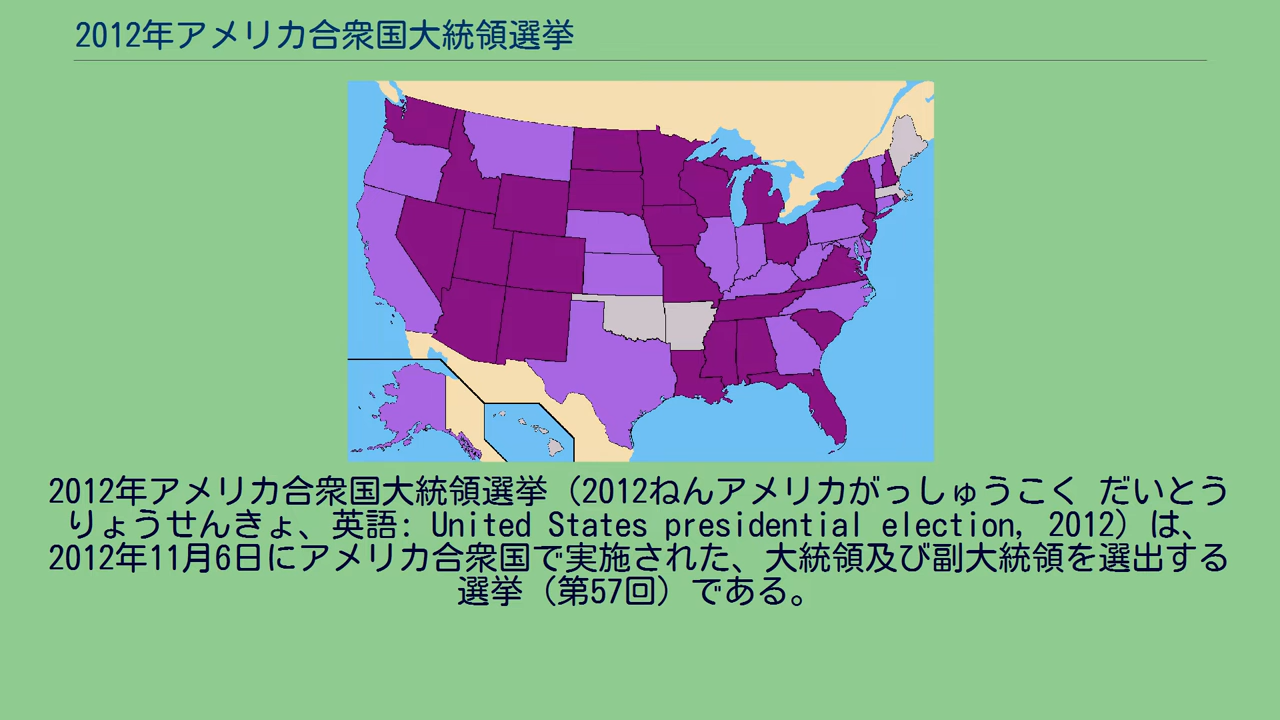 2012年アメリカ合衆国大統領選挙
2012年アメリカ合衆国大統領選挙（2012ねんアメリカがっしゅうこく だいとう
りょうせんきょ、英語: United States presidential election, 2012）は、
2012年11月6日にアメリカ合衆国で実施された、大統領及び副大統領を選出する
選挙（第57回）である。